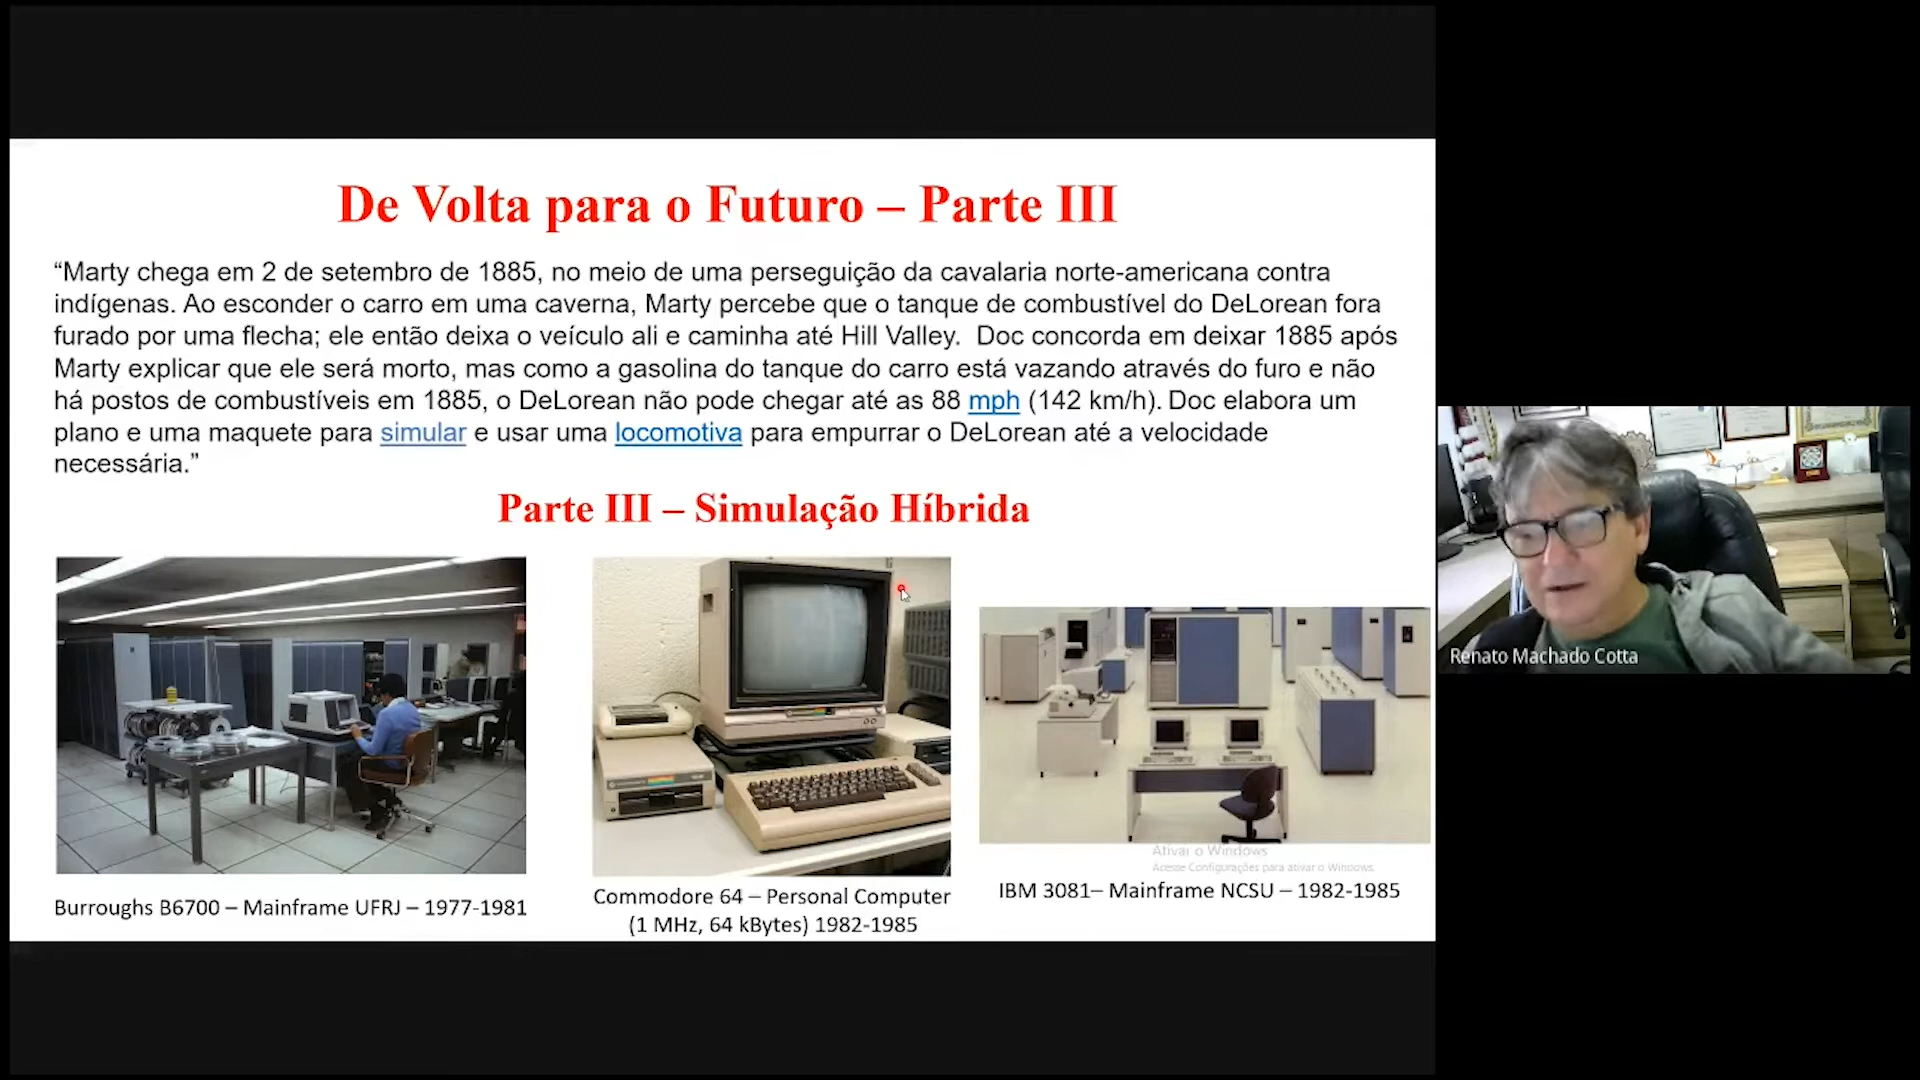 De Volta para o Futuro – Parte III
“Marty chega em 2 de setembro de 1885, no meio de uma perseguição da cavalaria norte-americana contra
indígenas. Ao esconder o carro em uma caverna, Marty percebe que o tanque de combustível do DeLorean fora
furado por uma flecha; ele então deixa o veículo ali e caminha até Hill Valley.  Doc concorda em deixar 1885 após
Marty explicar que ele será morto, mas como a gasolina do tanque do carro está vazando através do furo e não
há postos de combustíveis em 1885, o DeLorean não pode chegar até as 88 mph (142 km/h). Doc elabora um
plano e uma maquete para simular e usar uma locomotiva para empurrar o DeLorean até a velocidade
necessária.”
Parte III – Simulação Híbrida
Burroughs B6700 – Mainframe UFRJ – 1977-1981
Commodore 64 – Personal Computer
(1 MHz, 64 kBytes) 1982-1985
Ativar o Windows
Acesse Configurações para ativar o Windows.
IBM 3081– Mainframe NCSU – 1982-1985
Renato Machado Cotta